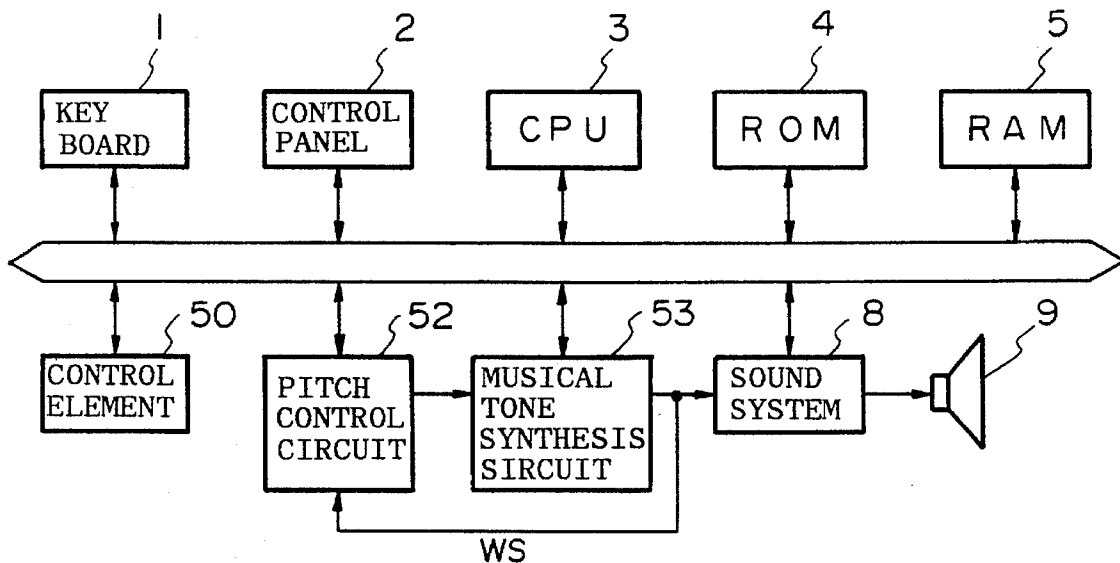 1
2
3
4
5
KEY
BOARD
CONTROL
PANEL
CPU
ROM
RAM
50
52
53
8
9
CONTROL
ELEMENT
PITCH
CONTROL
CIRCUIT
MUSICAL
TONE
SYNTHESIS
SIRCUIT
SOUND
SYSTEM
WS